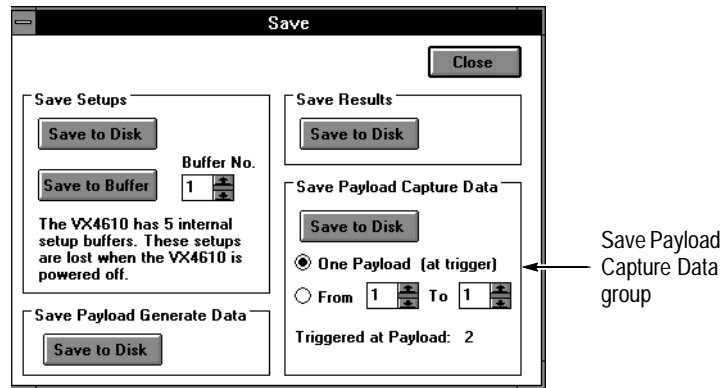 Save
Close
Save Setups
Save to Disk
Buffer No.
Save to Buffer
1
The VX4610 has 5 internal
setup buffers. These setups
are lost when the VX4610 is
powered off.
Save Payload Generate Data
Save to Disk
Save Results
Save to Disk
Save Payload Capture Data
Save to Disk
One Payload (at trigger)
From 1 To 1
Triggered at Payload: 2
Save Payload
Capture Data
group